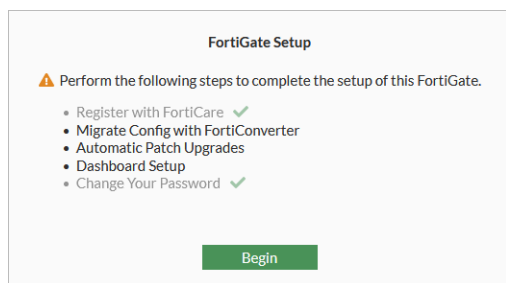 FortiGate Setup
Perform the following steps to complete the setup of this FortiGate.
• Register with FortiCare ✓
• Migrate Config with FortiConverter
• Automatic Patch Upgrades
• Dashboard Setup
• Change Your Password ✓
Begin